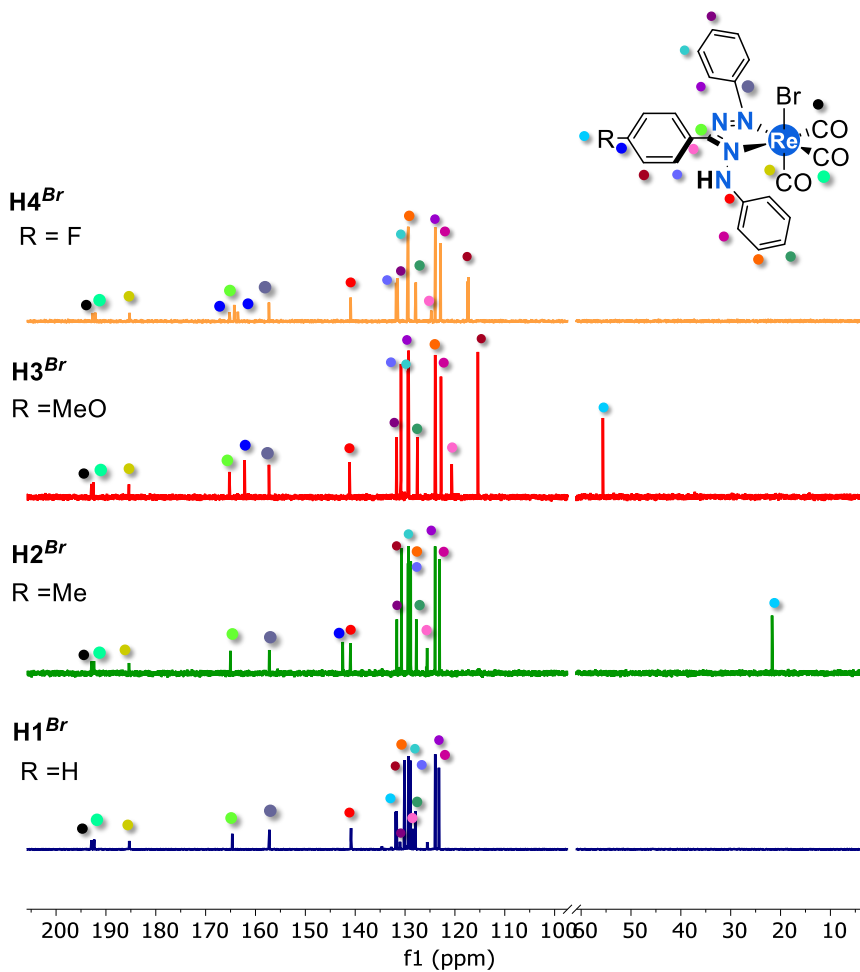 Br
N=N
CO
R
Re
N
CO
HN
CO
H4Br
R = F
H3Br
R =MeO
H2Br
R =Me
H1Br
R =H
200 190 180 170 160 150 140 130 120 110 100 60 50 40 30 20 10
f1 (ppm)